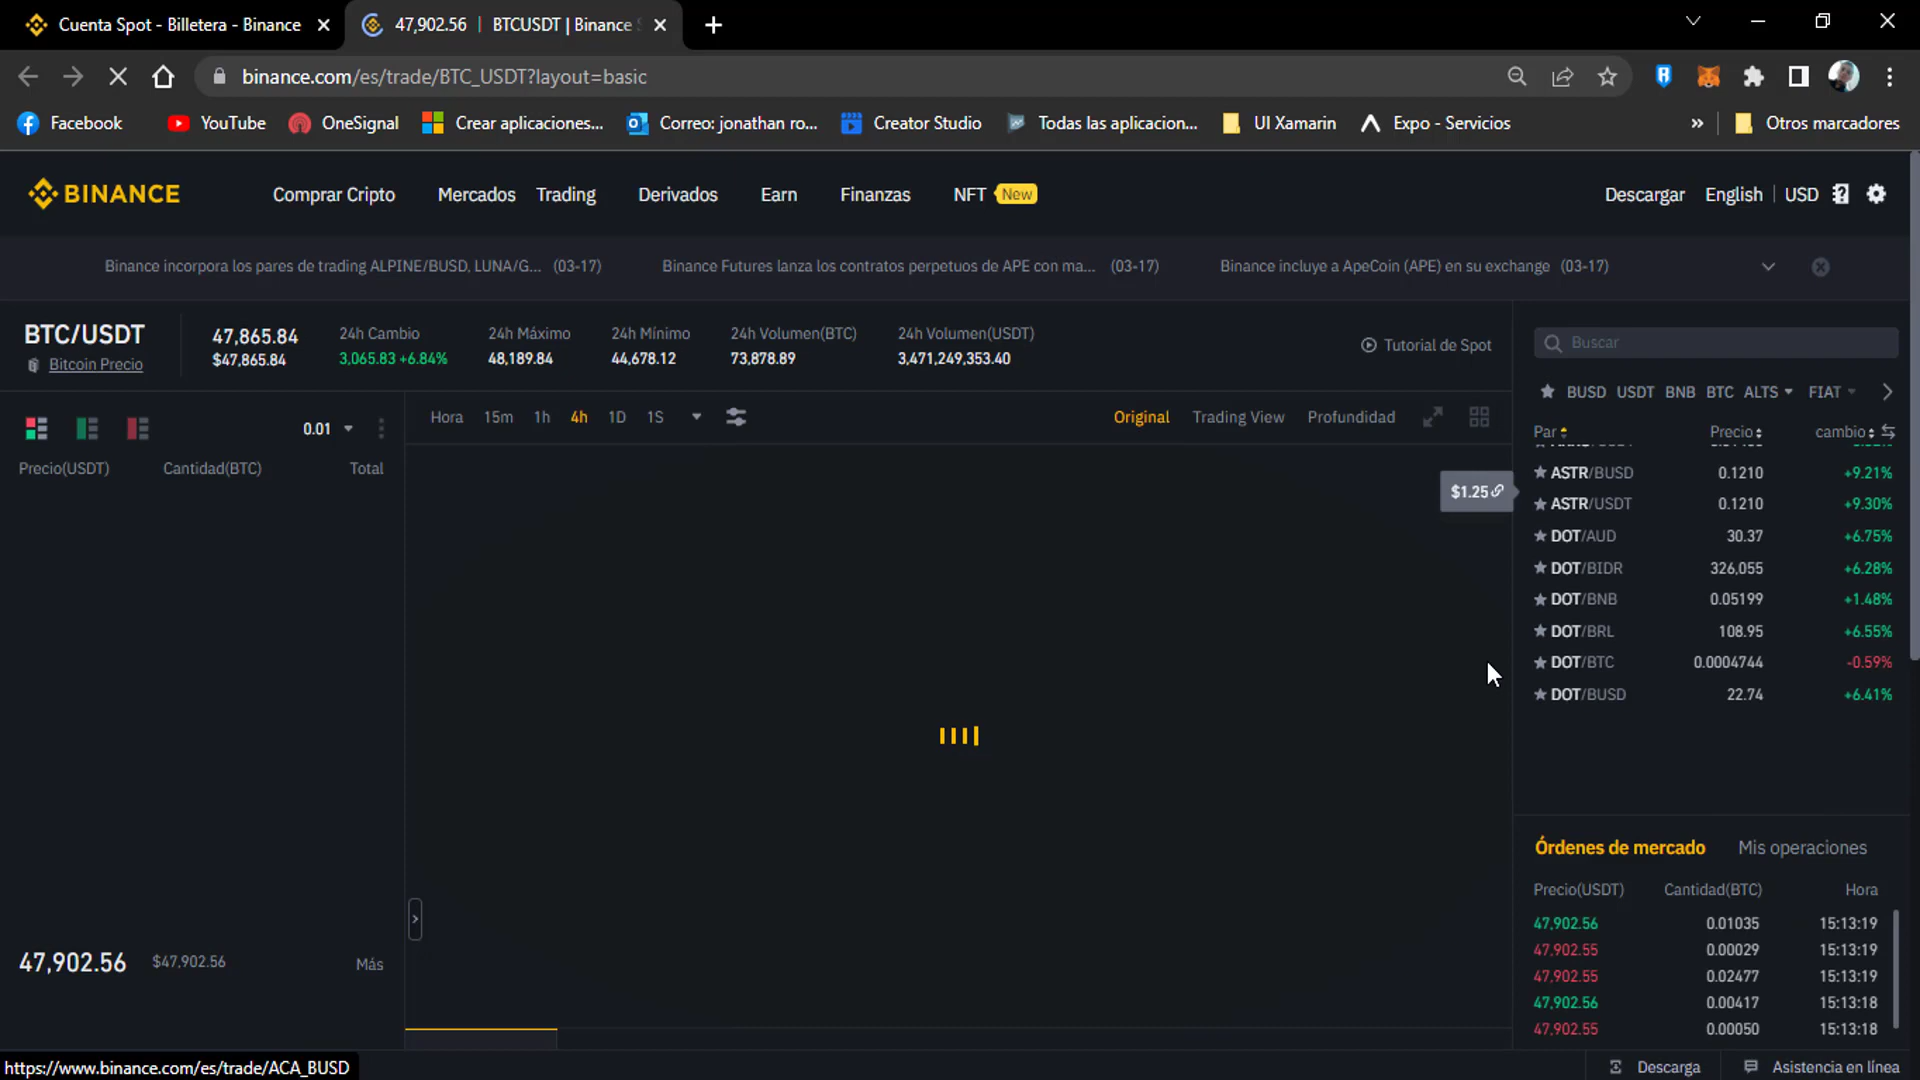 Cuenta Spot - Billetera - Binance
47,902.56 | BTCUSDT | Binance
binance.com/es/trade/BTC_USDT?layout=basic
Facebook
YouTube
OneSignal
Crear aplicaciones...
Correo: jonathan ro...
Creator Studio
Todas las aplicacion...
UI Xamarin
Expo - Servicios
»
Otros marcadores
BINANCE
Comprar Cripto
Mercados
Trading
Derivados
Earn
Finanzas
NFT New
Descargar
English
USD
Binance incorpora los pares de trading ALPINE/BUSD, LUNA/G... (03-17)
Binance Futures lanza los contratos perpetuos de APE con ma... (03-17)
Binance incluye a ApeCoin (APE) en su exchange (03-17)
BTC/USDT
Bitcoin Precio
47,865.84
$47,865.84
24h Cambio
3,065.83 +6.84%
24h Máximo
48,189.84
24h Mínimo
44,678.12
24h Volumen(BTC)
73,878.89
24h Volumen(USDT)
3,471,249,353.40
Tutorial de Spot
Buscar
BUSD USDT BNB BTC ALTS FIAT
Par Precio cambio
ASTR/BUSD 0.1210 +9.21%
ASTR/USDT 0.1210 +9.30%
DOT/AUD 30.37 +6.75%
DOT/BIDR 326,055 +6.28%
DOT/BNB 0.05199 +1.48%
DOT/BRL 108.95 +6.55%
DOT/BTC 0.0004744 -0.59%
DOT/BUSD 22.74 +6.41%
$1.25
0.01
Precio(USDT) Cantidad(BTC) Total
Hora 15m 1h 4h 1D 1S
Original Trading View Profundidad
47,902.56 $47,902.56 Más
Órdenes de mercado Mis operaciones
Precio(USDT) Cantidad(BTC) Hora
47,902.56 0.01035 15:13:19
47,902.55 0.00029 15:13:19
47,902.55 0.02477 15:13:19
47,902.56 0.00417 15:13:18
47,902.55 0.00050 15:13:18
https://www.binance.com/es/trade/ACA_BUSD
Descarga
Asistencia en línea